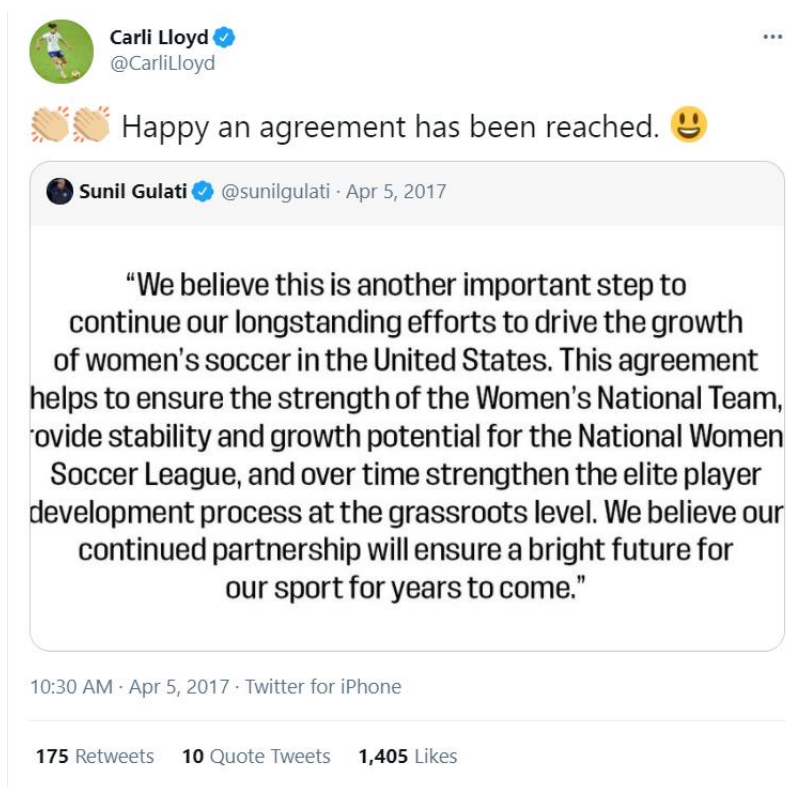 Carli Lloyd
@CarliLloyd
👏🏼👏🏼 Happy an agreement has been reached. 😃
Sunil Gulati @sunilgulati · Apr 5, 2017
“We believe this is another important step to
continue our longstanding efforts to drive the growth
of women’s soccer in the United States. This agreement
helps to ensure the strength of the Women’s National Team,
ovide stability and growth potential for the National Women
Soccer League, and over time strengthen the elite player
development process at the grassroots level. We believe our
continued partnership will ensure a bright future for
our sport for years to come.”
10:30 AM · Apr 5, 2017 · Twitter for iPhone
175 Retweets 10 Quote Tweets 1,405 Likes